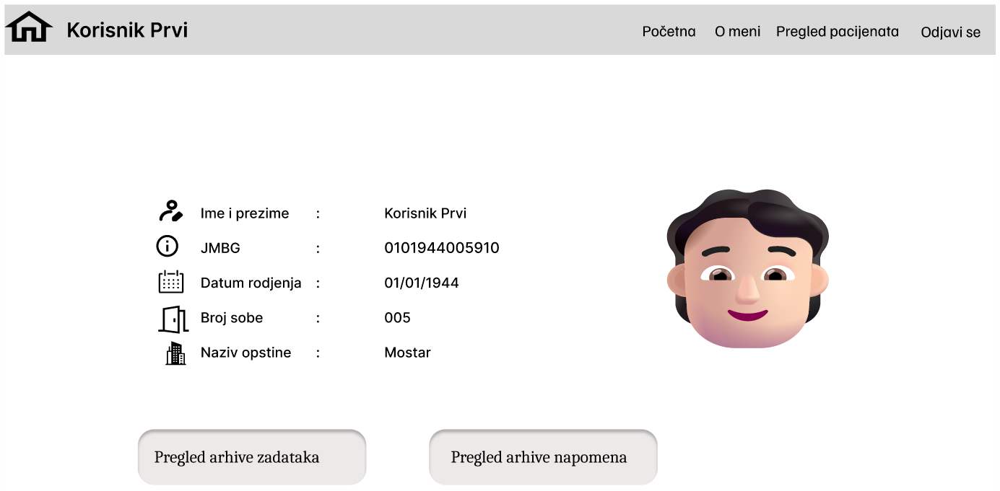 Korisnik Prvi
Početna O meni Pregled pacijenata Odjavi se
Ime i prezime : Korisnik Prvi
JMBG : 0101944005910
Datum rodjenja : 01/01/1944
Broj sobe : 005
Naziv opstine : Mostar
Pregled arhive zadataka
Pregled arhive napomena